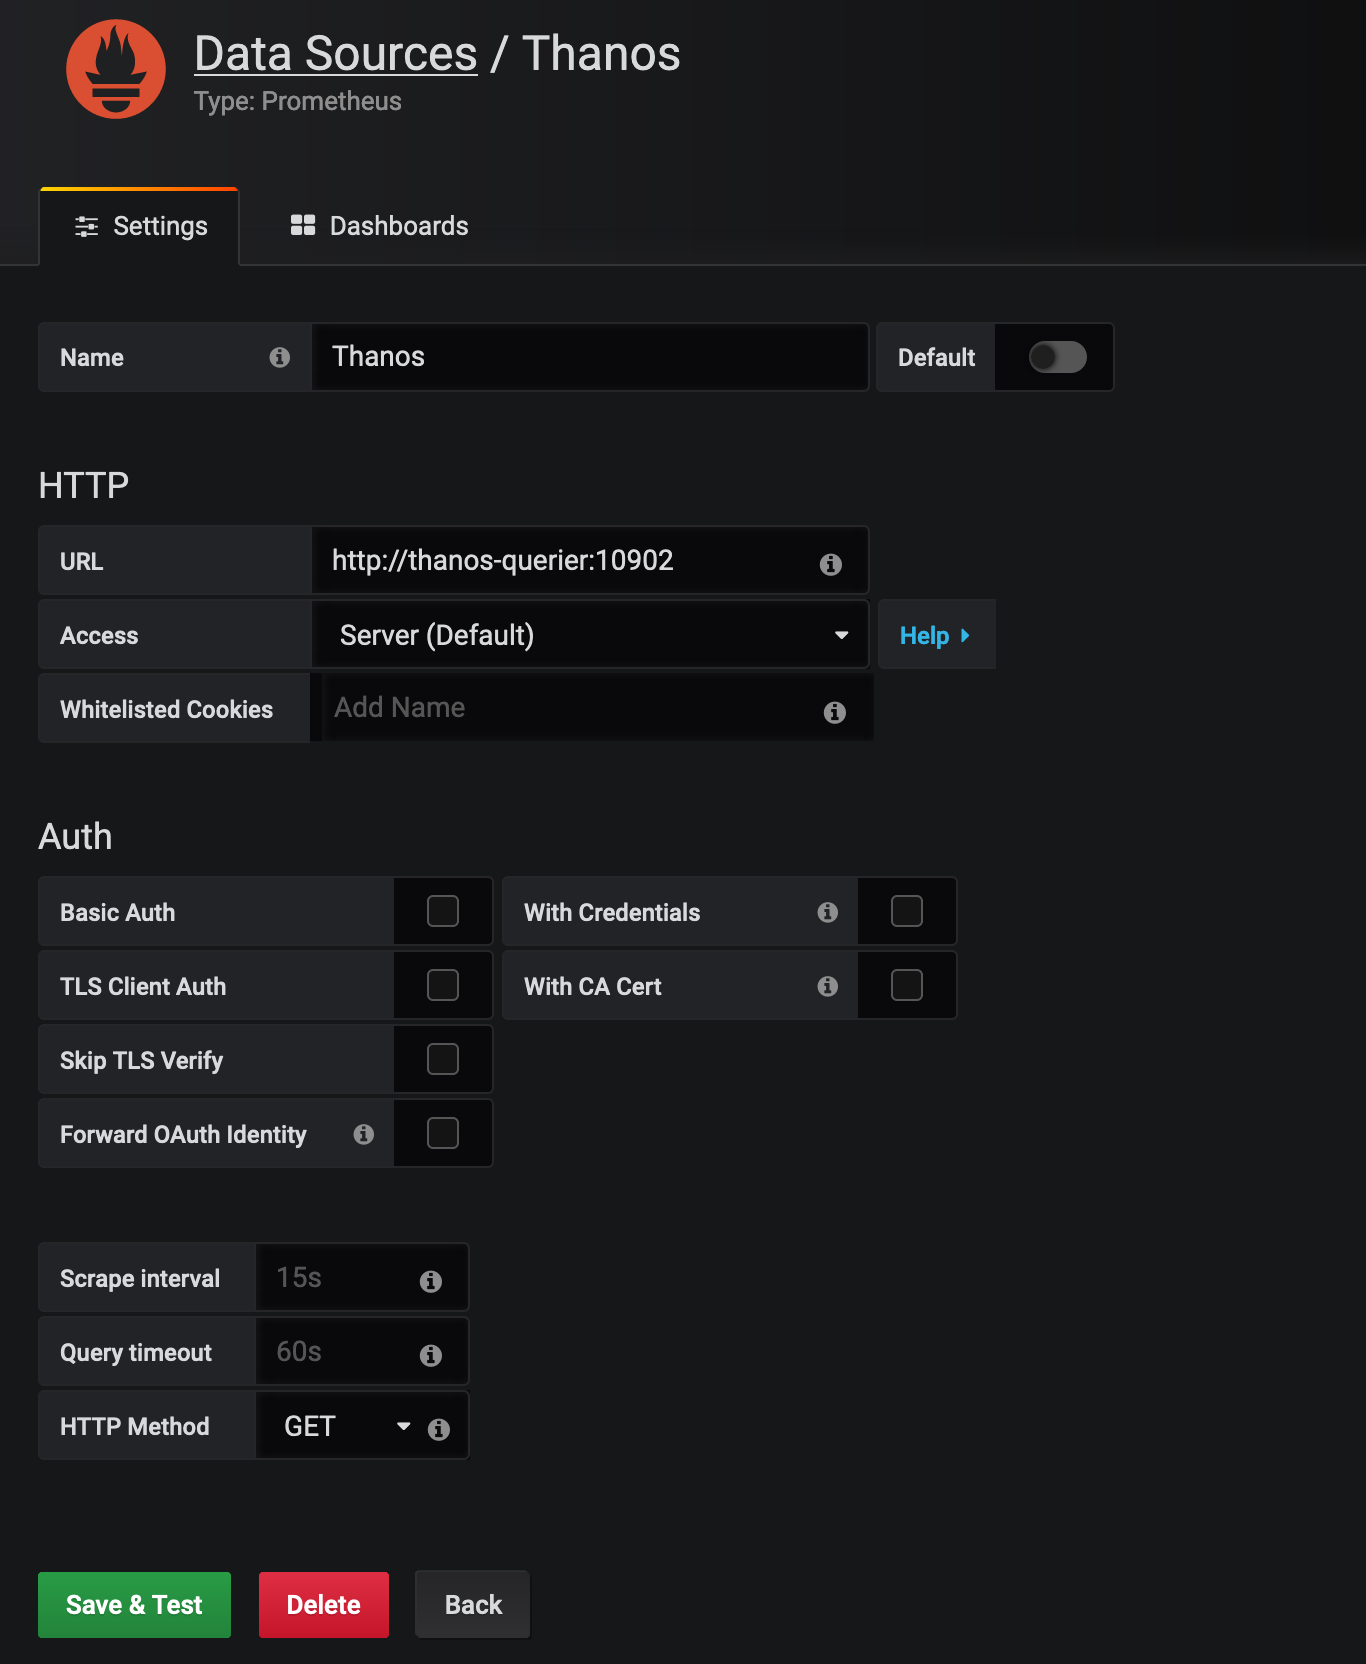 Data Sources / Thanos
Type: Prometheus
Settings
Dashboards
Name
Thanos
Default
HTTP
URL
http://thanos-querier:10902
Access
Server (Default)
Help
Whitelisted Cookies
Add Name
Auth
Basic Auth
With Credentials
TLS Client Auth
With CA Cert
Skip TLS Verify
Forward OAuth Identity
Scrape interval
15s
Query timeout
60s
HTTP Method
GET
Save & Test
Delete
Back